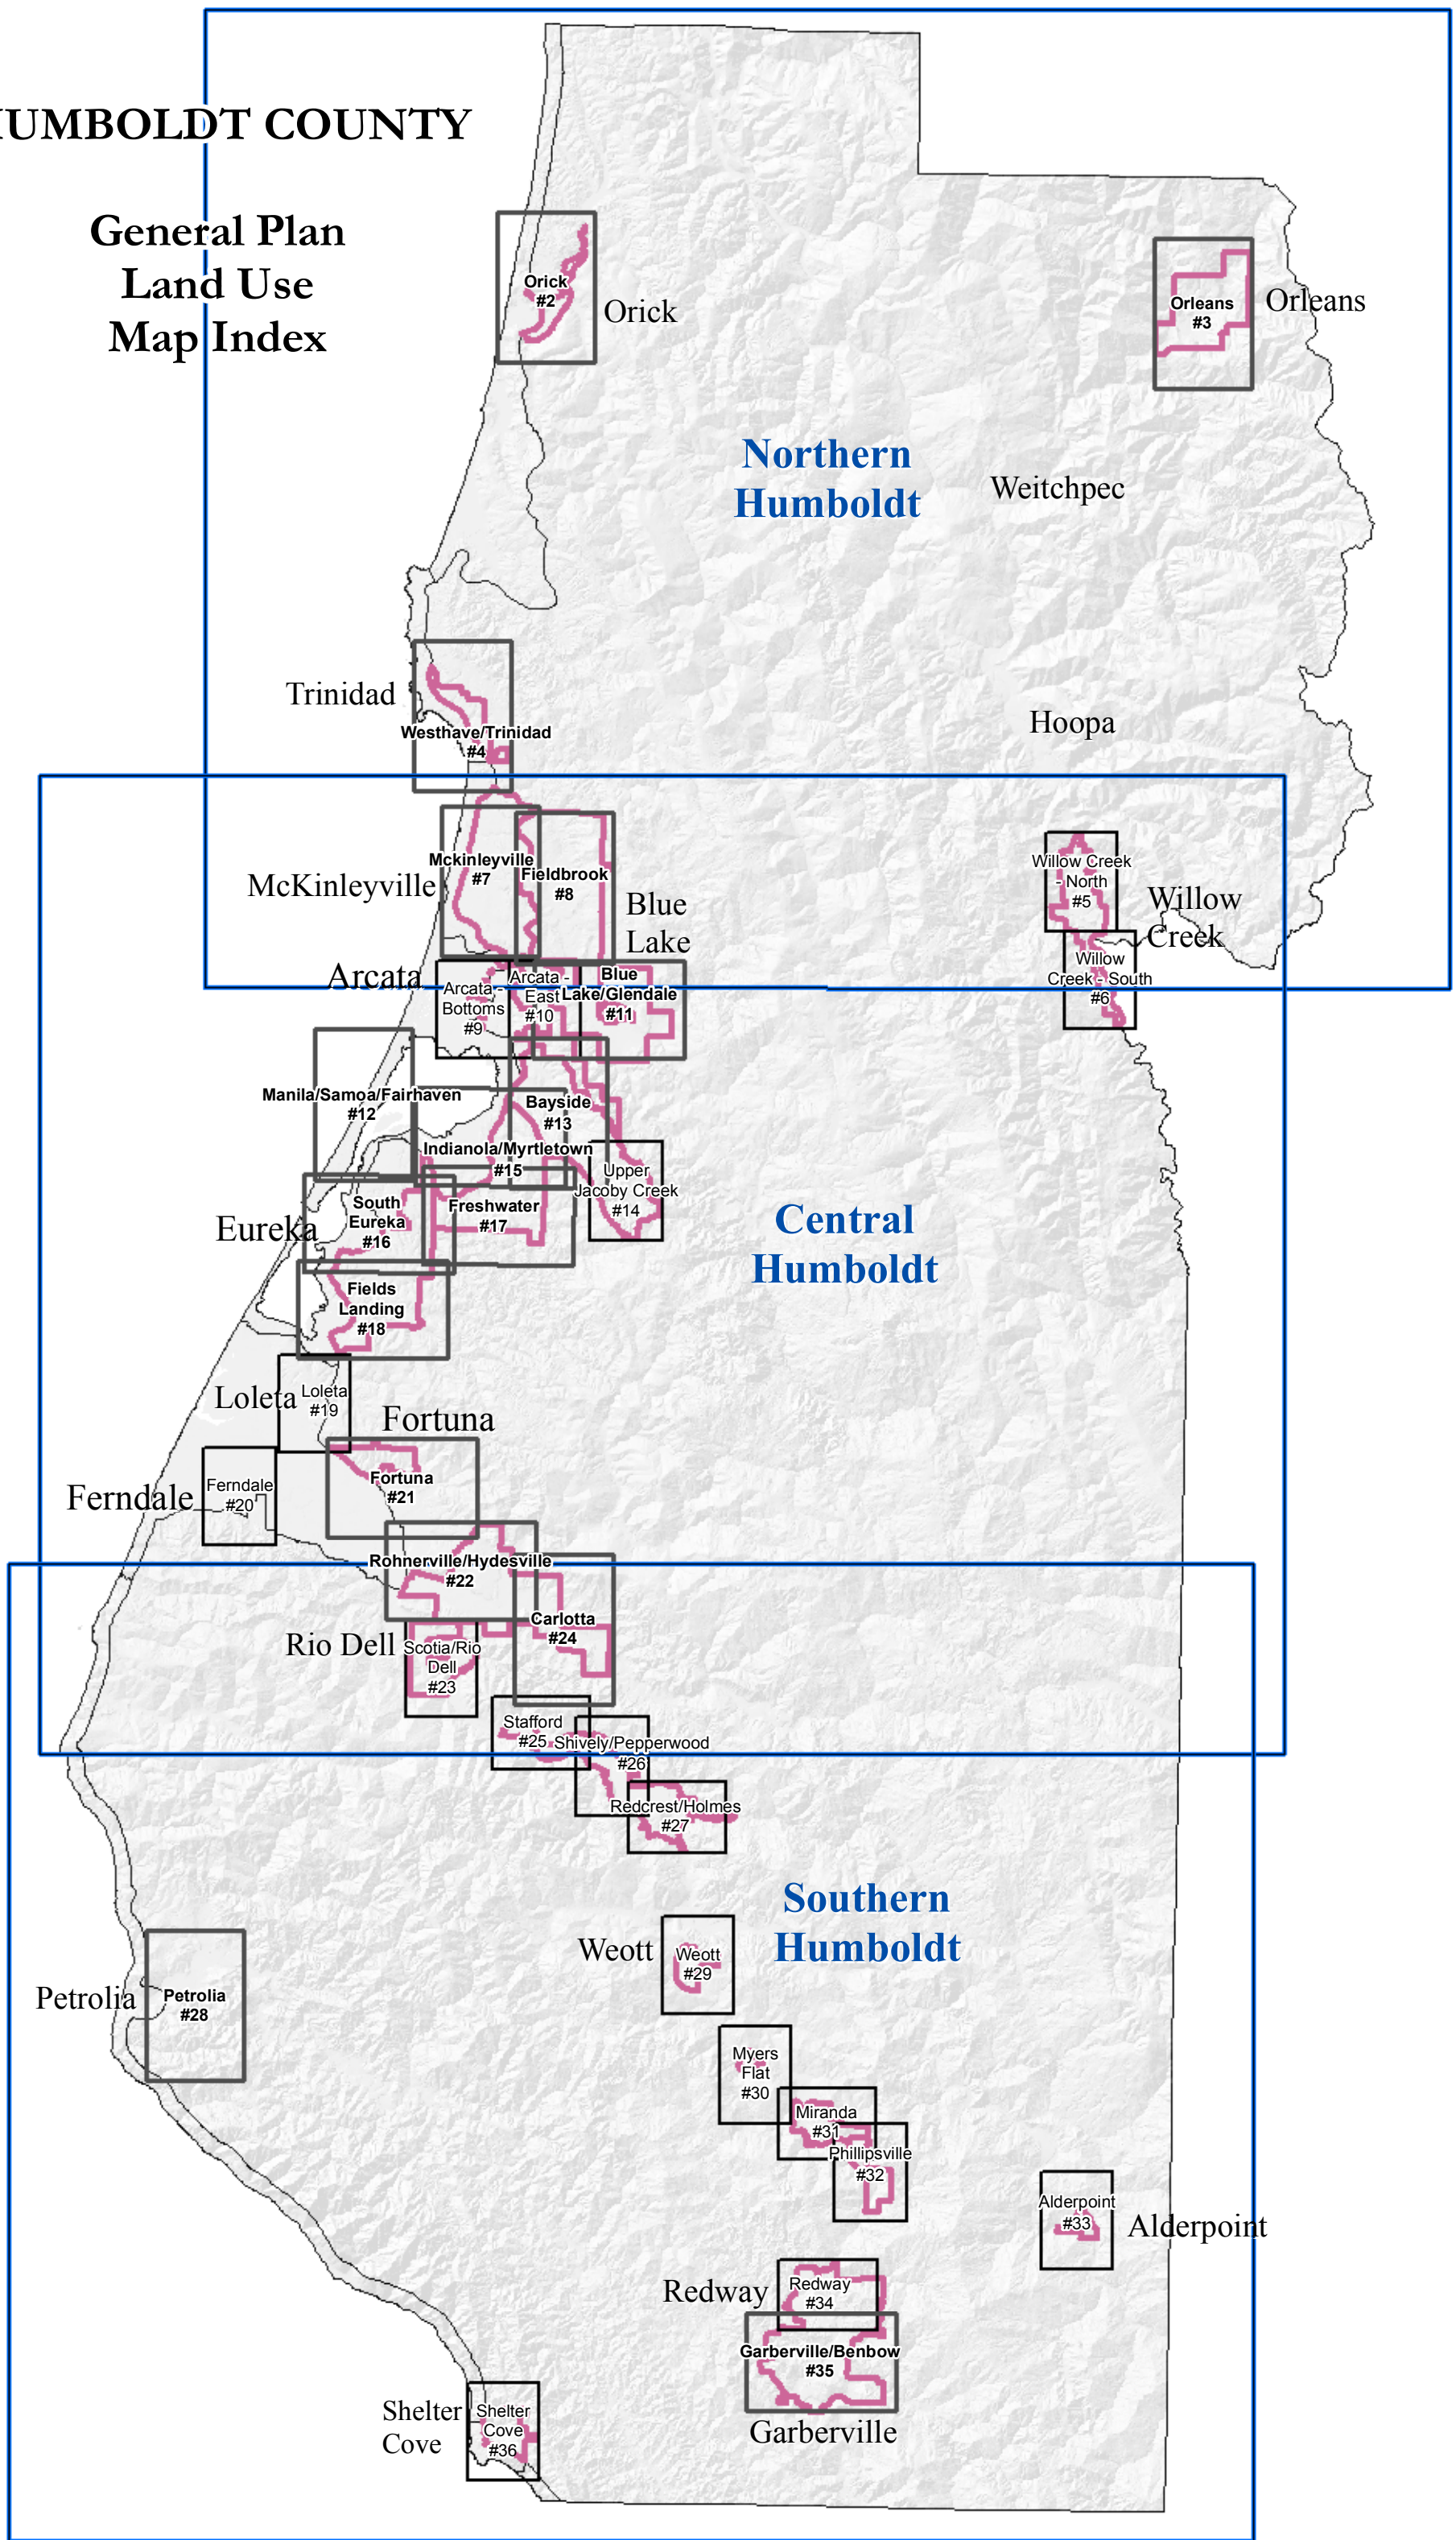 HUMBOLDT COUNTY
General Plan
Land Use
Map Index
Orick
#2
Orick
Orleans
#3
Orleans
Northern
Humboldt
Weitchpec
Trinidad
Westhave/Trinidad
#4
Hoopa
McKinleyville
Mckinleyville
#7
Fieldbrook
#8
Blue
Lake
Willow Creek
- North
#5
Willow
Creek
Willow
Creek - South
#6
Arcata
Arcata -
Bottoms
#9
Arcata -
East
#10
Blue
Lake/Glendale
#11
Manila/Samoa/Fairhaven
#12
Bayside
#13
Indianola/Myrtletown
#15
Upper
Jacoby Creek
#14
Eureka
South
Eureka
#16
Freshwater
#17
Central
Humboldt
Fields
Landing
#18
Loleta
Loleta
#19
Fortuna
Fortuna
#21
Ferndale
Ferndale
#20
Rohnerville/Hydesville
#22
Carlotta
#24
Rio Dell
Scotia/Rio
Dell
#23
Stafford
#25
Shively/Pepperwood
#26
Redcrest/Holmes
#27
Southern
Humboldt
Weott
Weott
#29
Petrolia
Petrolia
#28
Myers
Flat
#30
Miranda
#31
Phillipsville
#32
Alderpoint
#33
Alderpoint
Redway
Redway
#34
Garberville/Benbow
#35
Garberville
Shelter
Cove
Shelter
Cove
#36